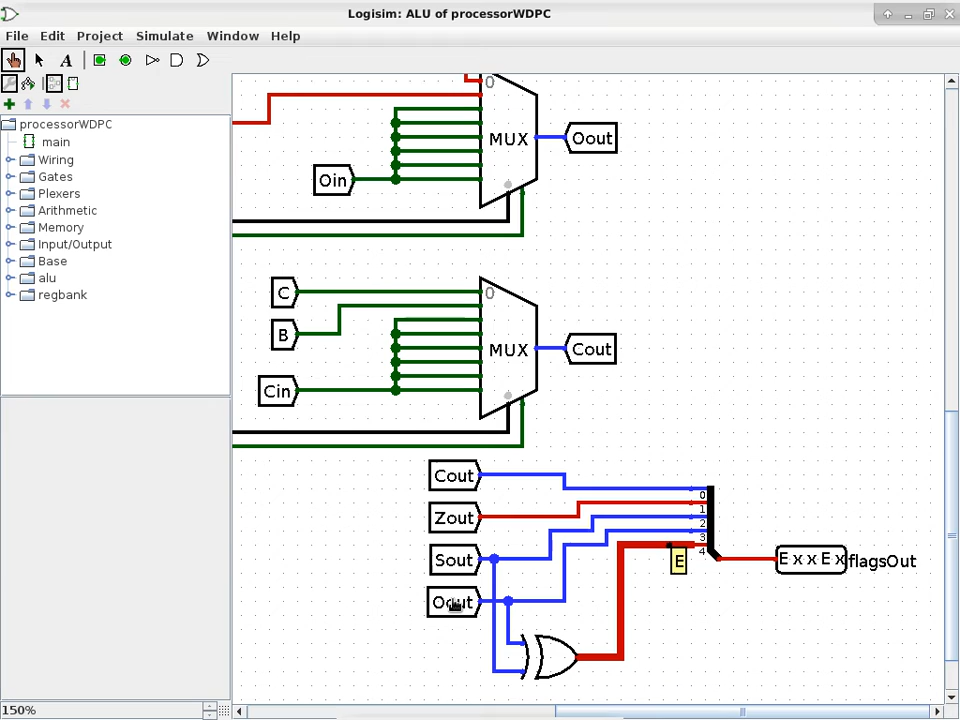 Logisim: ALU of processorWDPC
File Edit Project Simulate Window Help
A
processorWDPC
main
Wiring
Gates
Plexers
Arithmetic
Memory
Input/Output
Base
alu
regbank
150%
0
MUX
Oout
Oin
C
0
B
MUX
Cout
Cin
Cout
0
Zout
1
2
3
Sout
4
E
E x x E x
flagsOut
Oout